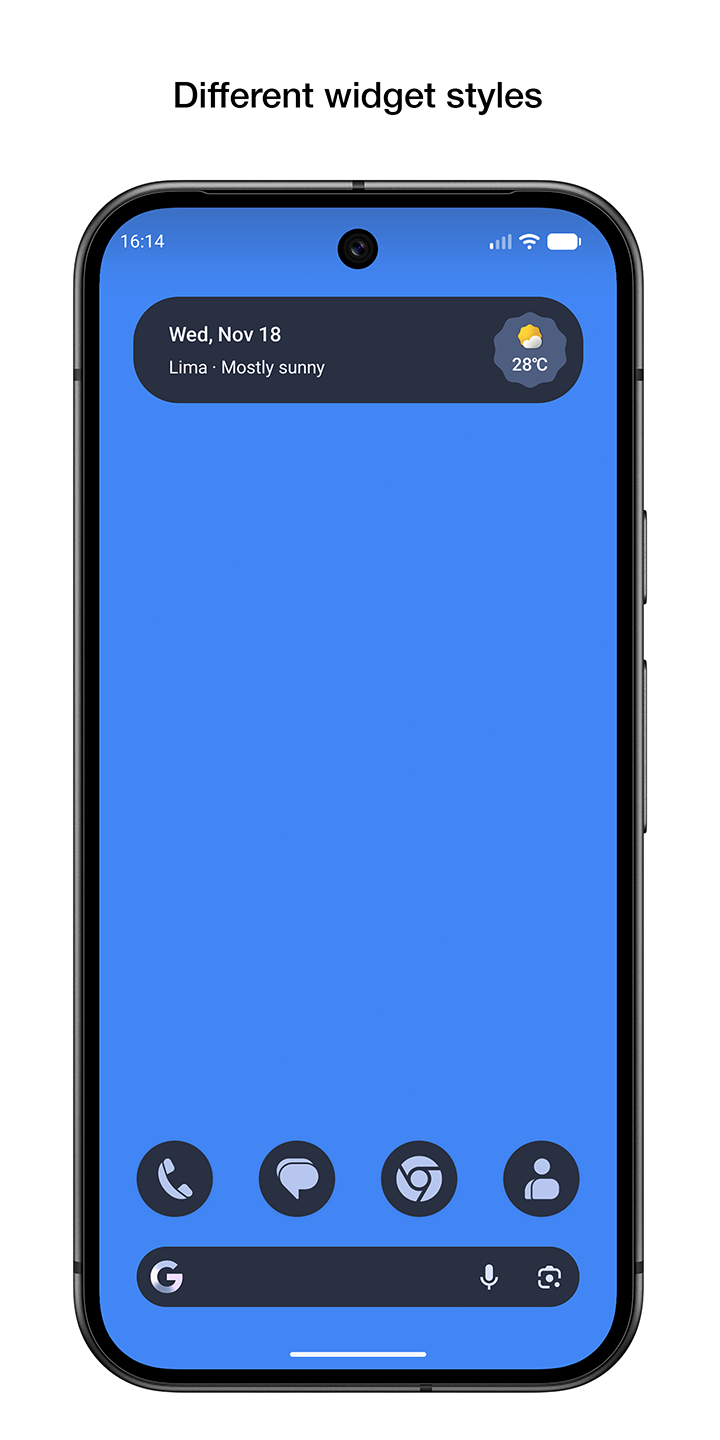 Different widget styles
16:14
Wed, Nov 18
Lima · Mostly sunny
28°C
G